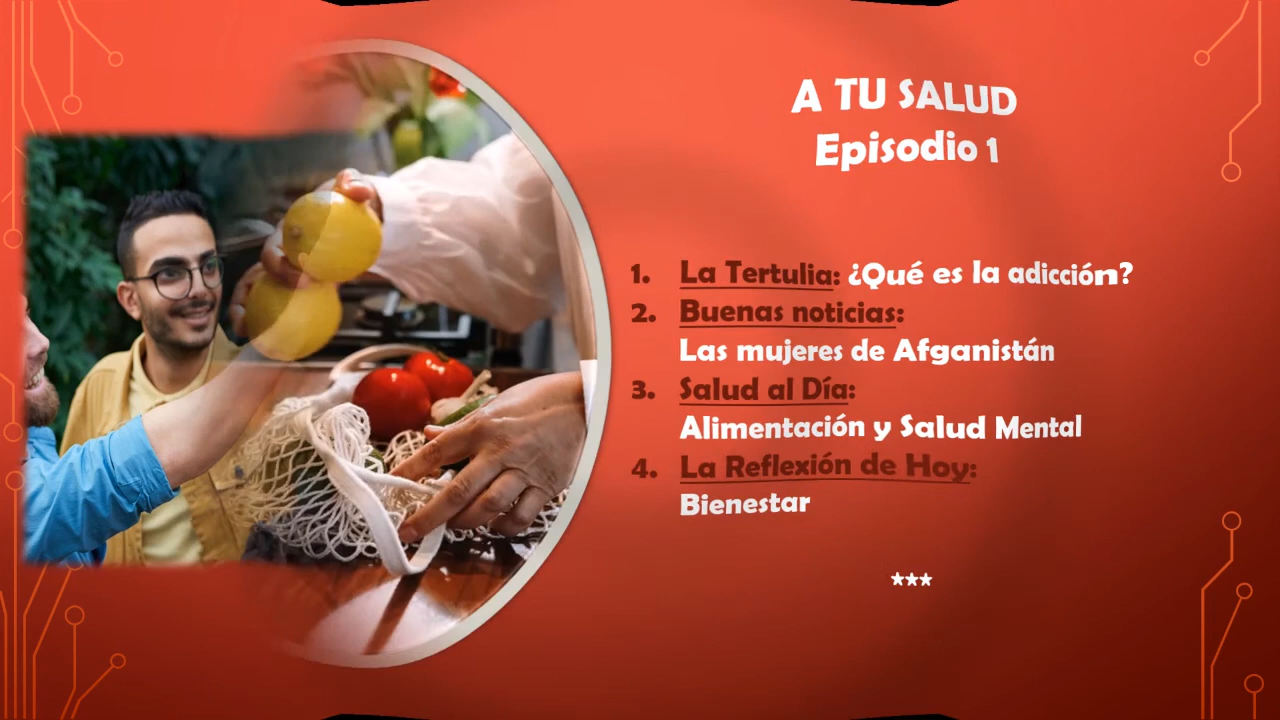 A TU SALUD
Episodio 1
1. La Tertulia: ¿Qué es la adicción?
2. Buenas noticias:
Las mujeres de Afganistán
3. Salud al Día:
Alimentación y Salud Mental
4. La Reflexión de Hoy:
Bienestar
***